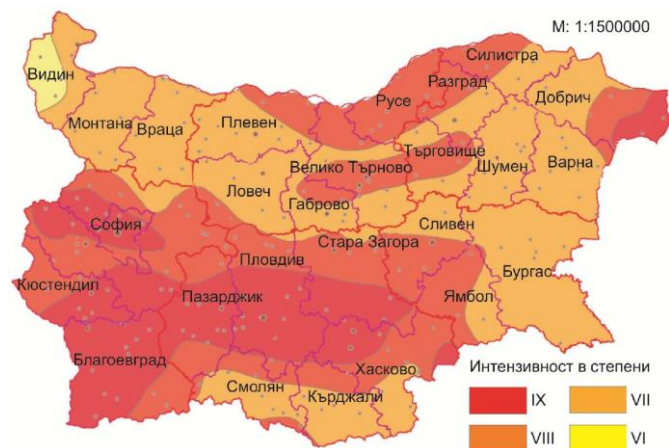 М: 1:1500000
Силистра
Видин
Разград
Русе
Добрич
Плевен
Монтана
Враца
Търговище
Велико Търново
Шумен
Варна
Ловеч
Габрово
София
Сливен
Стара Загора
Пловдив
Бургас
Кюстендил
Пазарджик
Ямбол
Благоевград
Хасково
Интензивност в степени
Смолян
Кърджали
IX
VII
VIII
VI